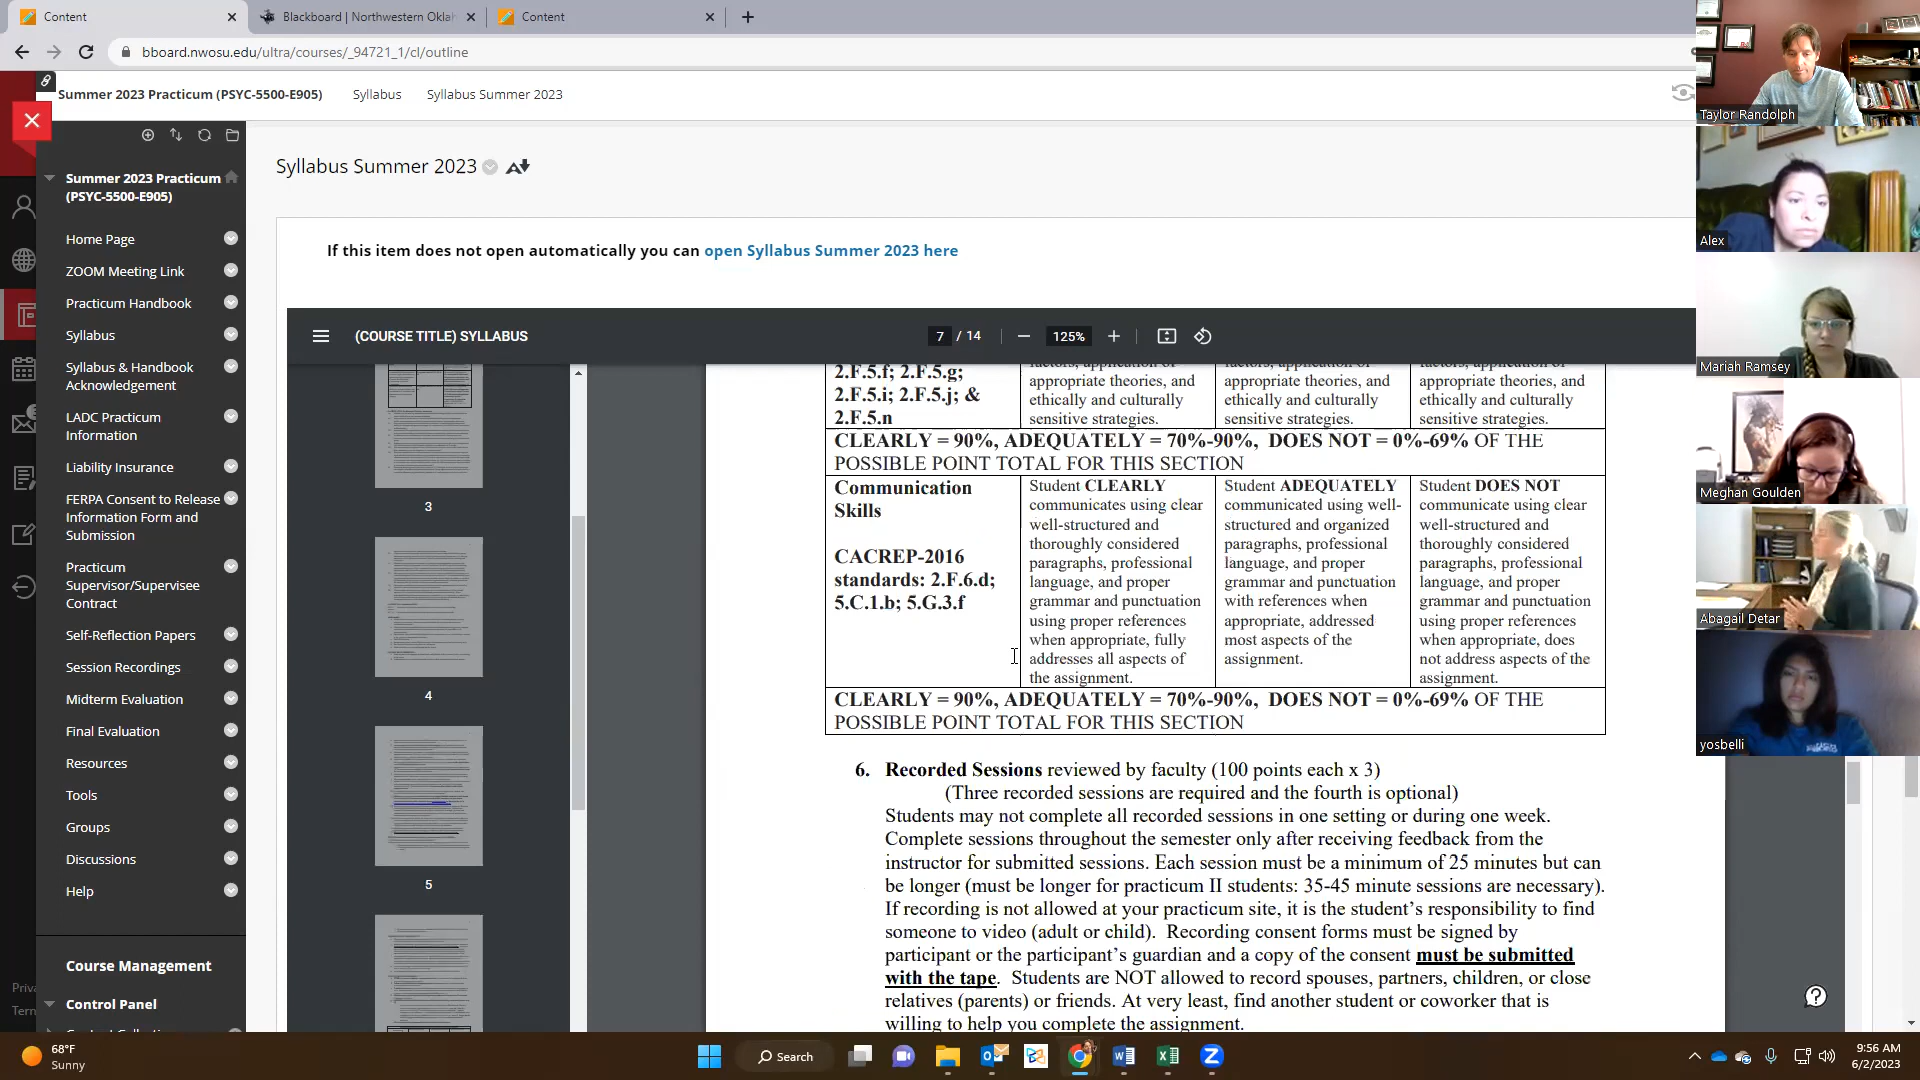 Content
Blackboard | Northwestern Okla
Content
bboard.nwosu.edu/ultra/courses/_94721_1/cl/outline
Summer 2023 Practicum (PSYC-5500-E905)
Syllabus
Syllabus Summer 2023
Summer 2023 Practicum
(PSYC-5500-E905)
Home Page
ZOOM Meeting Link
Practicum Handbook
Syllabus
Syllabus & Handbook
Acknowledgement
LADC Practicum
Information
Liability Insurance
FERPA Consent to Release
Information Form and
Submission
Practicum
Supervisor/Supervisee
Contract
Self-Reflection Papers
Session Recordings
Midterm Evaluation
Final Evaluation
Resources
Tools
Groups
Discussions
Help
Course Management
Control Panel
Priva
Term
Syllabus Summer 2023
If this item does not open automatically you can open Syllabus Summer 2023 here
(COURSE TITLE) SYLLABUS
7 / 14
125%
3
4
5
2.F.5.f; 2.F.5.g;
2.F.5.i; 2.F.5.j; &
2.F.5.n
appropriate theories, and
ethically and culturally
sensitive strategies.
appropriate theories, and
ethically and culturally
sensitive strategies.
appropriate theories, and
ethically and culturally
sensitive strategies.
CLEARLY = 90%, ADEQUATELY = 70%-90%, DOES NOT = 0%-69% OF THE
POSSIBLE POINT TOTAL FOR THIS SECTION
Communication
Skills
CACREP-2016
standards: 2.F.6.d;
5.C.1.b; 5.G.3.f
Student CLEARLY
communicates using clear
well-structured and
thoroughly considered
paragraphs, professional
language, and proper
grammar and punctuation
using proper references
when appropriate, fully
addresses all aspects of
the assignment.
Student ADEQUATELY
communicated using well-
structured and organized
paragraphs, professional
language, and proper
grammar and punctuation
with references when
appropriate, addressed
most aspects of the
assignment.
Student DOES NOT
communicate using clear
well-structured and
thoroughly considered
paragraphs, professional
language, and proper
grammar and punctuation
using proper references
when appropriate, does
not address aspects of the
assignment.
CLEARLY = 90%, ADEQUATELY = 70%-90%, DOES NOT = 0%-69% OF THE
POSSIBLE POINT TOTAL FOR THIS SECTION
6. Recorded Sessions reviewed by faculty (100 points each x 3)
(Three recorded sessions are required and the fourth is optional)
Students may not complete all recorded sessions in one setting or during one week.
Complete sessions throughout the semester only after receiving feedback from the
instructor for submitted sessions. Each session must be a minimum of 25 minutes but can
be longer (must be longer for practicum II students: 35-45 minute sessions are necessary).
If recording is not allowed at your practicum site, it is the student's responsibility to find
someone to video (adult or child). Recording consent forms must be signed by
participant or the participant's guardian and a copy of the consent must be submitted
with the tape. Students are NOT allowed to record spouses, partners, children, or close
relatives (parents) or friends. At very least, find another student or coworker that is
willing to help you complete the assignment.
Taylor Randolph
Alex
Mariah Ramsey
Meghan Goulden
Abagail Detar
yosbelli
68°F
Sunny
Search
9:56 AM
6/2/2023